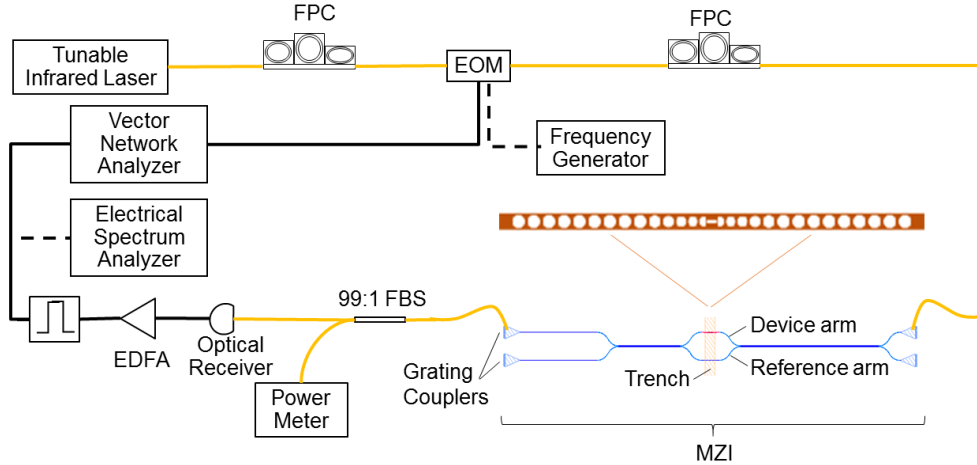 FPC
FPC
Tunable
Infrared Laser
EOM
Vector
Network
Analyzer
Frequency
Generator
Electrical
Spectrum
Analyzer
99:1 FBS
EDFA
Optical
Receiver
Power
Meter
Grating
Couplers
Device arm
Reference arm
Trench
MZI